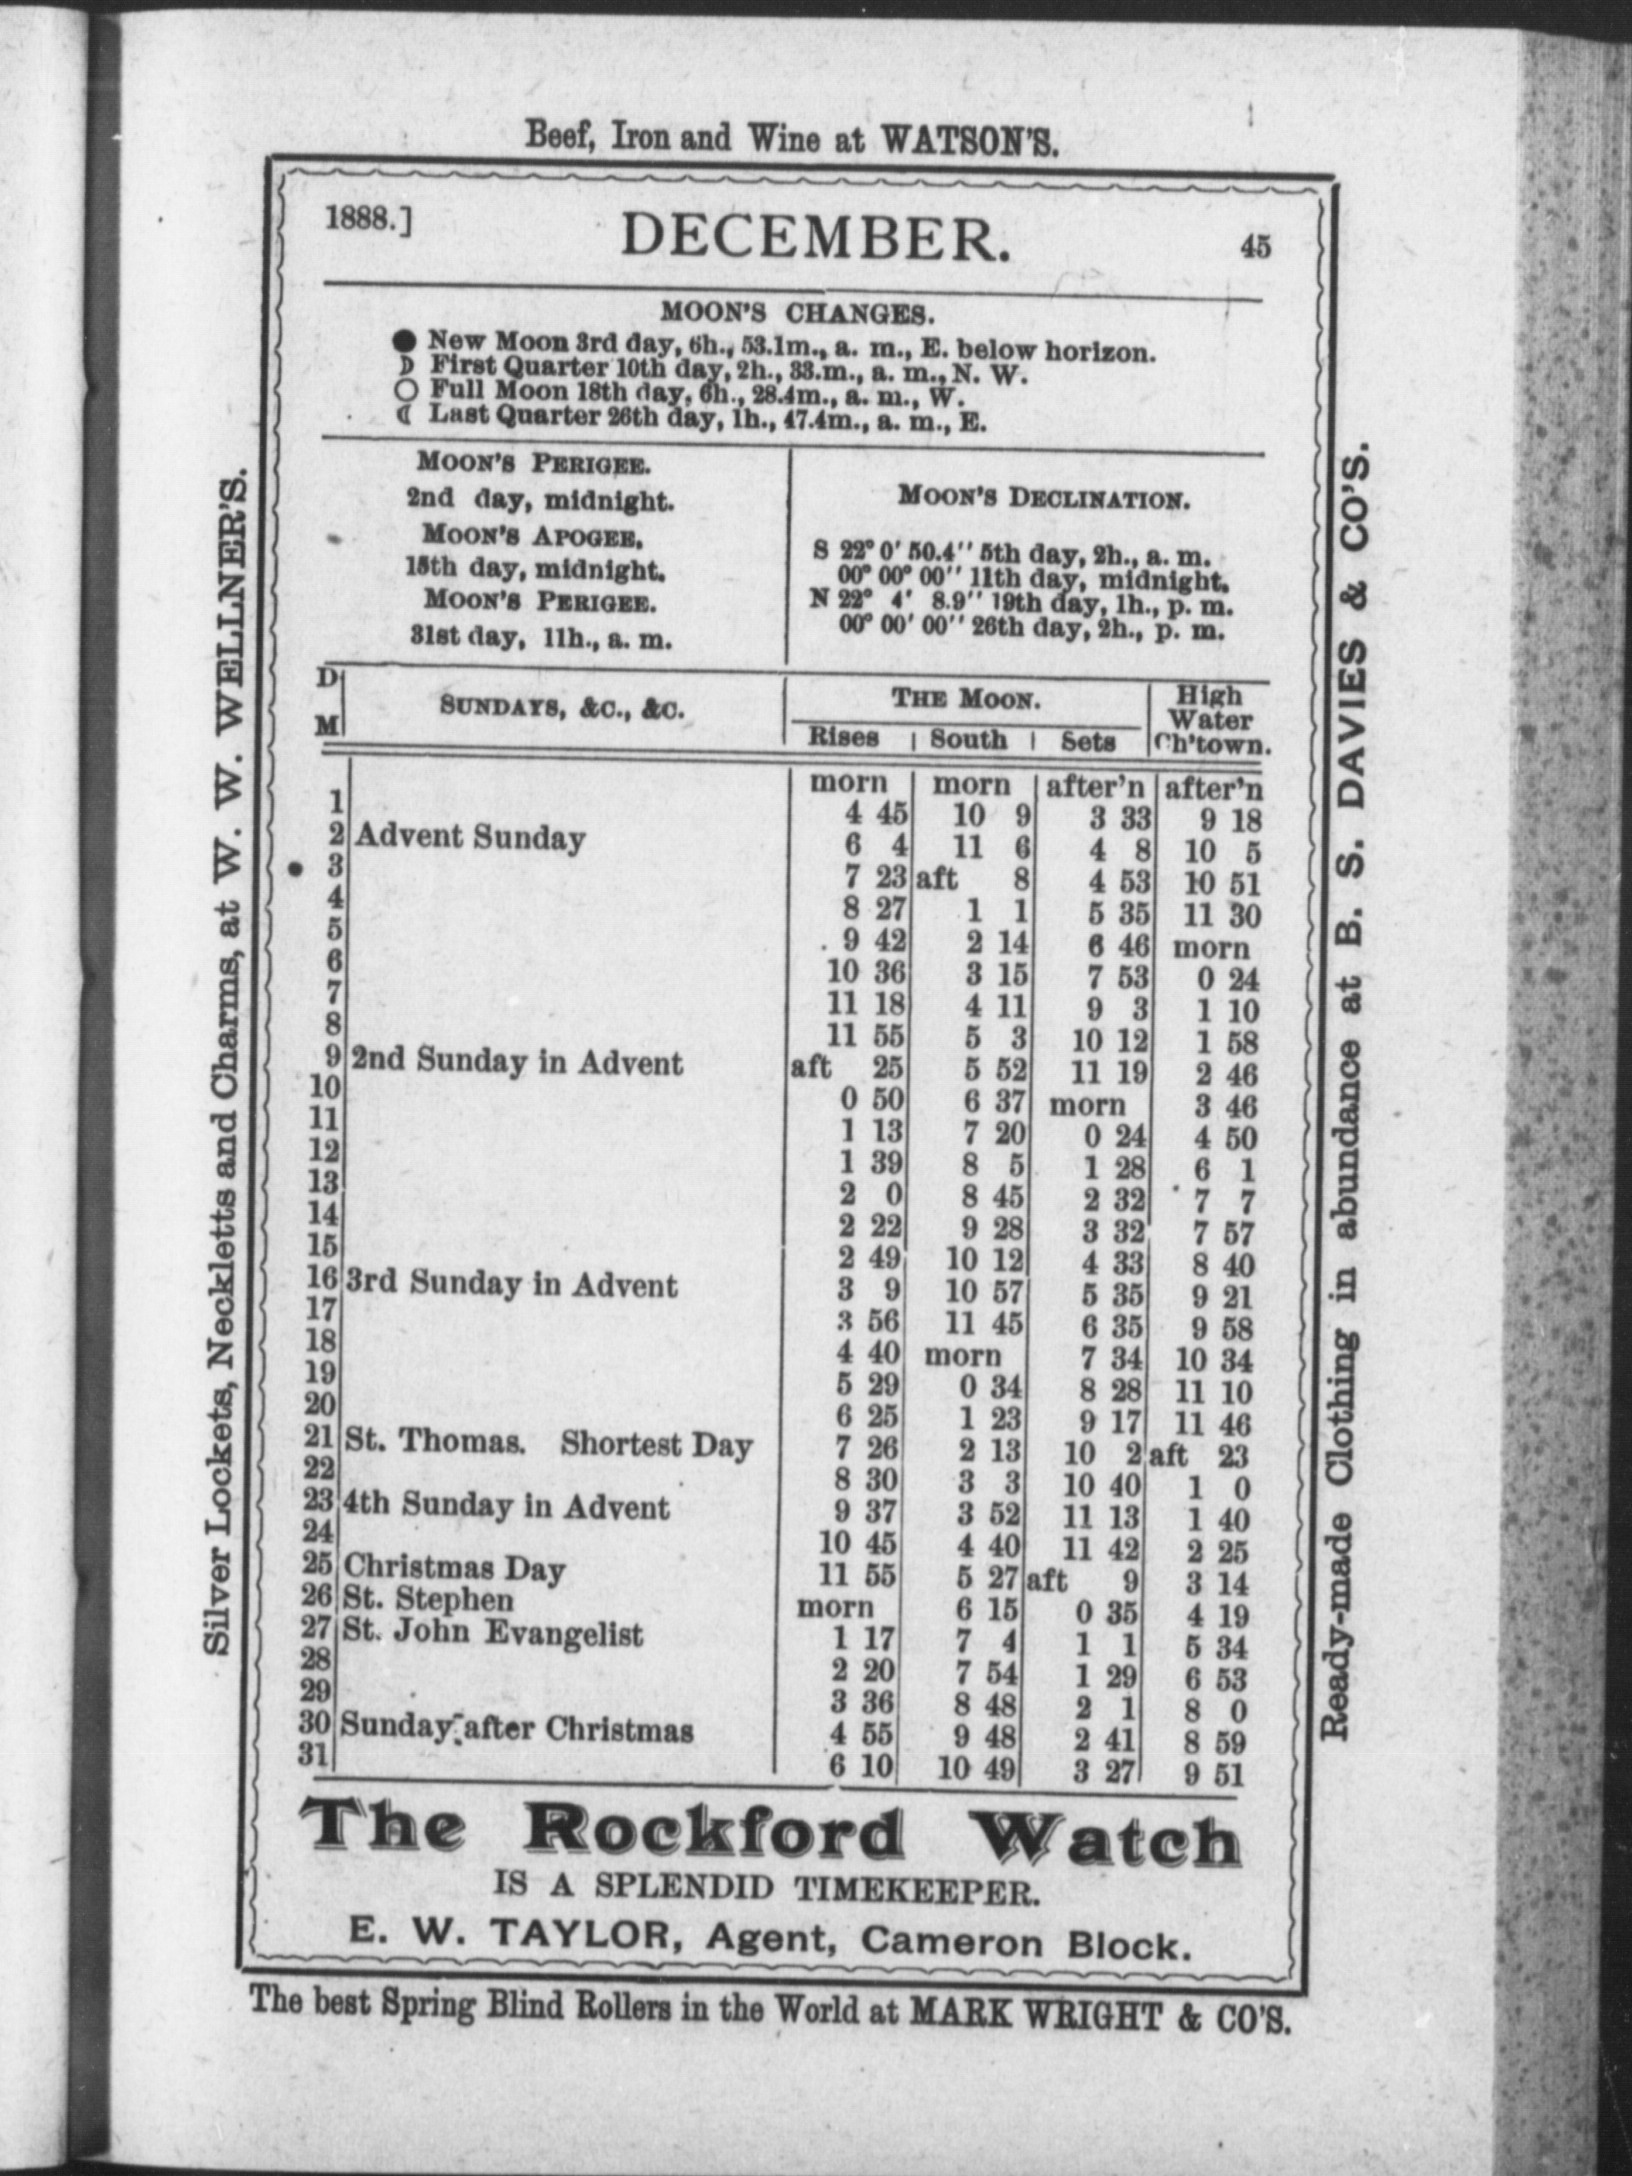 Beef, Iron and Wine at WATSON'S.
1888.] DECEMBER. 45
MOON'S CHANGES.
● New Moon 3rd day, 6h., 53.1m., a. m., E. below horizon.
☽ First Quarter 10th day, 2h., 33.m., a. m., N. W.
○ Full Moon 18th day, 6h., 28.4m., a. m., W.
☾ Last Quarter 26th day, 1h., 47.4m., a. m., E.
MOON'S PERIGEE.
2nd day, midnight.
MOON'S APOGEE.
15th day, midnight.
MOON'S PERIGEE.
31st day, 11h., a. m.
MOON'S DECLINATION.
S 22° 0' 50.4'' 5th day, 2h., a. m.
00° 00° 00'' 11th day, midnight.
N 22° 4' 8.9'' 19th day, 1h., p. m.
00° 00' 00'' 26th day, 2h., p. m.
D M SUNDAYS, &C., &C. THE MOON. High Water Ch'town.
Rises South Sets
morn morn after'n after'n
1 4 45 10 9 3 33 9 18
2 Advent Sunday 6 4 11 6 4 8 10 5
3 7 23 aft 8 4 53 10 51
4 8 27 1 1 5 35 11 30
5 9 42 2 14 6 46 morn
6 10 36 3 15 7 53 0 24
7 11 18 4 11 9 3 1 10
8 11 55 5 3 10 12 1 58
9 2nd Sunday in Advent aft 25 5 52 11 19 2 46
10 0 50 6 37 morn 3 46
11 1 13 7 20 0 24 4 50
12 1 39 8 5 1 28 6 1
13 2 0 8 45 2 32 7 7
14 2 22 9 28 3 32 7 57
15 2 49 10 12 4 33 8 40
16 3rd Sunday in Advent 3 9 10 57 5 35 9 21
17 3 56 11 45 6 35 9 58
18 4 40 morn 7 34 10 34
19 5 29 0 34 8 28 11 10
20 6 25 1 23 9 17 11 46
21 St. Thomas. Shortest Day 7 26 2 13 10 2 aft 23
22 8 30 3 3 10 40 1 0
23 4th Sunday in Advent 9 37 3 52 11 13 1 40
24 10 45 4 40 11 42 2 25
25 Christmas Day 11 55 5 27 aft 9 3 14
26 St. Stephen morn 6 15 0 35 4 19
27 St. John Evangelist 1 17 7 4 1 1 5 34
28 2 20 7 54 1 29 6 53
29 3 36 8 48 2 1 8 0
30 Sunday after Christmas 4 55 9 48 2 41 8 59
31 6 10 10 49 3 27 9 51
The Rockford Watch
IS A SPLENDID TIMEKEEPER.
E. W. TAYLOR, Agent, Cameron Block.
The best Spring Blind Rollers in the World at MARK WRIGHT & CO'S.
Silver Lockets, Neckletts and Charms, at W. W. WELLNER'S.
Ready-made Clothing in abundance at B. S. DAVIES & CO'S.